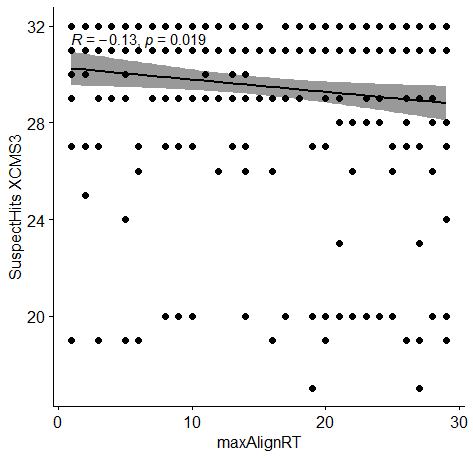 32
R = −0.13, p = 0.019
28
24
20
SuspectHits XCMS3
0
10
20
30
maxAlignRT